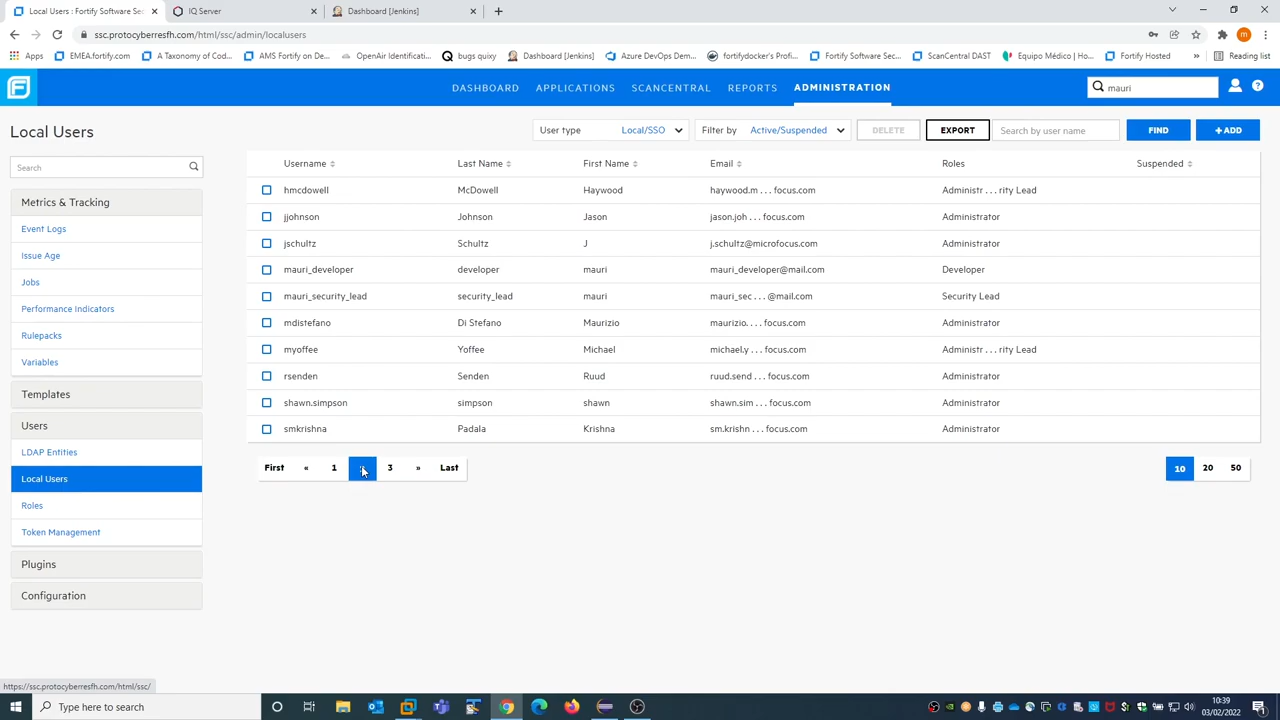 Local Users : Fortify Software Sec
IQ Server
Dashboard [Jenkins]
ssc.protocyberresfh.com/html/ssc/admin/localusers
Apps
EMEA.fortify.com
A Taxonomy of Cod...
AMS Fortify on De...
OpenAir Identificati...
bugs quixy
Dashboard [Jenkins]
Azure DevOps Dem...
fortifydocker's Profi...
Fortify Software Sec...
ScanCentral DAST
Equipo Médico | Ho...
Fortify Hosted
»
Reading list
DASHBOARD
APPLICATIONS
SCANCENTRAL
REPORTS
ADMINISTRATION
mauri
Local Users
User type Local/SSO
Filter by Active/Suspended
DELETE
EXPORT
Search by user name
FIND
+ ADD
Search
Metrics & Tracking
Event Logs
Issue Age
Jobs
Performance Indicators
Rulepacks
Variables
Templates
Users
LDAP Entities
Local Users
Roles
Token Management
Plugins
Configuration
Username Last Name First Name Email Roles Suspended
hmcdowell McDowell Haywood haywood.m . . . focus.com Administr . . . rity Lead
jjohnson Johnson Jason jason.joh . . . focus.com Administrator
jschultz Schultz J j.schultz@microfocus.com Administrator
mauri_developer developer mauri mauri_developer@mail.com Developer
mauri_security_lead security_lead mauri mauri_sec . . . @mail.com Security Lead
mdistefano Di Stefano Maurizio maurizio. . . . focus.com Administrator
myoffee Yoffee Michael michael.y . . . focus.com Administr . . . rity Lead
rsenden Senden Ruud ruud.send . . . focus.com Administrator
shawn.simpson simpson shawn shawn.sim . . . focus.com Administrator
smkrishna Padala Krishna sm.krishn . . . focus.com Administrator
First « 1 3 » Last
10 20 50
https://ssc.protocyberresfh.com/html/ssc/
Type here to search
10:39
03/02/2022